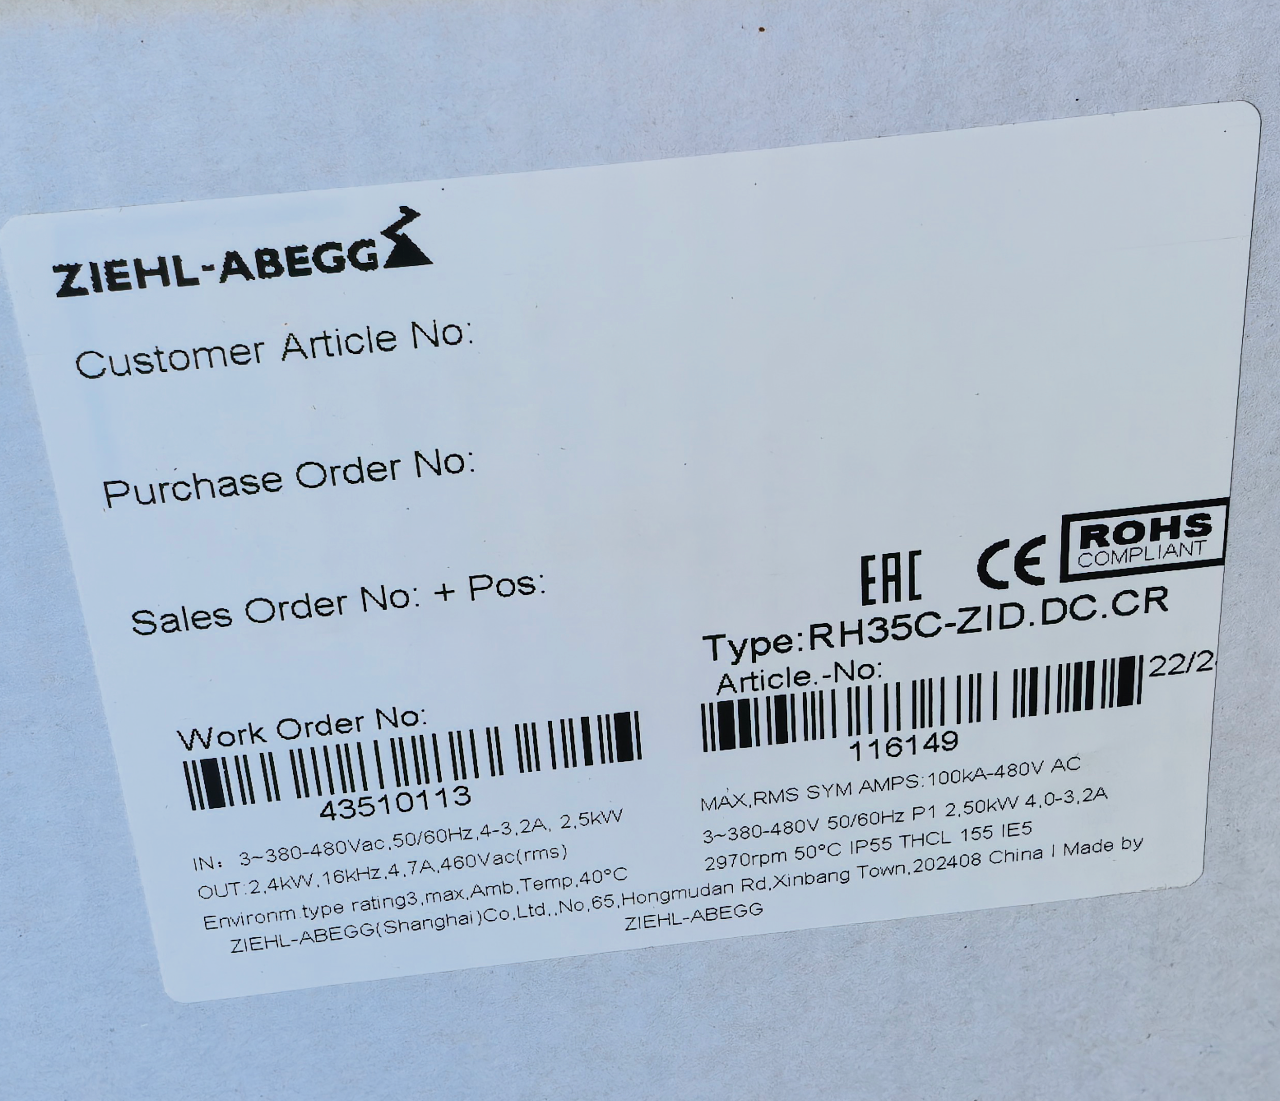 ZIEHL-ABEGG
Customer Article No:
Purchase Order No:
Sales Order No: + Pos:
EAC CE ROHS
COMPLIANT
Type:RH35C-ZID.DC.CR
Article.-No:
22/2
116149
Work Order No:
43510113
MAX,RMS SYM AMPS:100kA-480V AC
3~380-480V 50/60Hz P1 2,50kW 4,0-3,2A
2970rpm 50°C IP55 THCL 155 IE5
IN: 3~380-480Vac,50/60Hz,4-3,2A, 2,5kW
OUT:2,4kW,16kHz,4,7A,460Vac(rms)
Environm type rating3,max,Amb,Temp,40°C
ZIEHL-ABEGG(Shanghai)Co,Ltd,,No,65,Hongmudan Rd,Xinbang Town,202408 China | Made by
ZIEHL-ABEGG